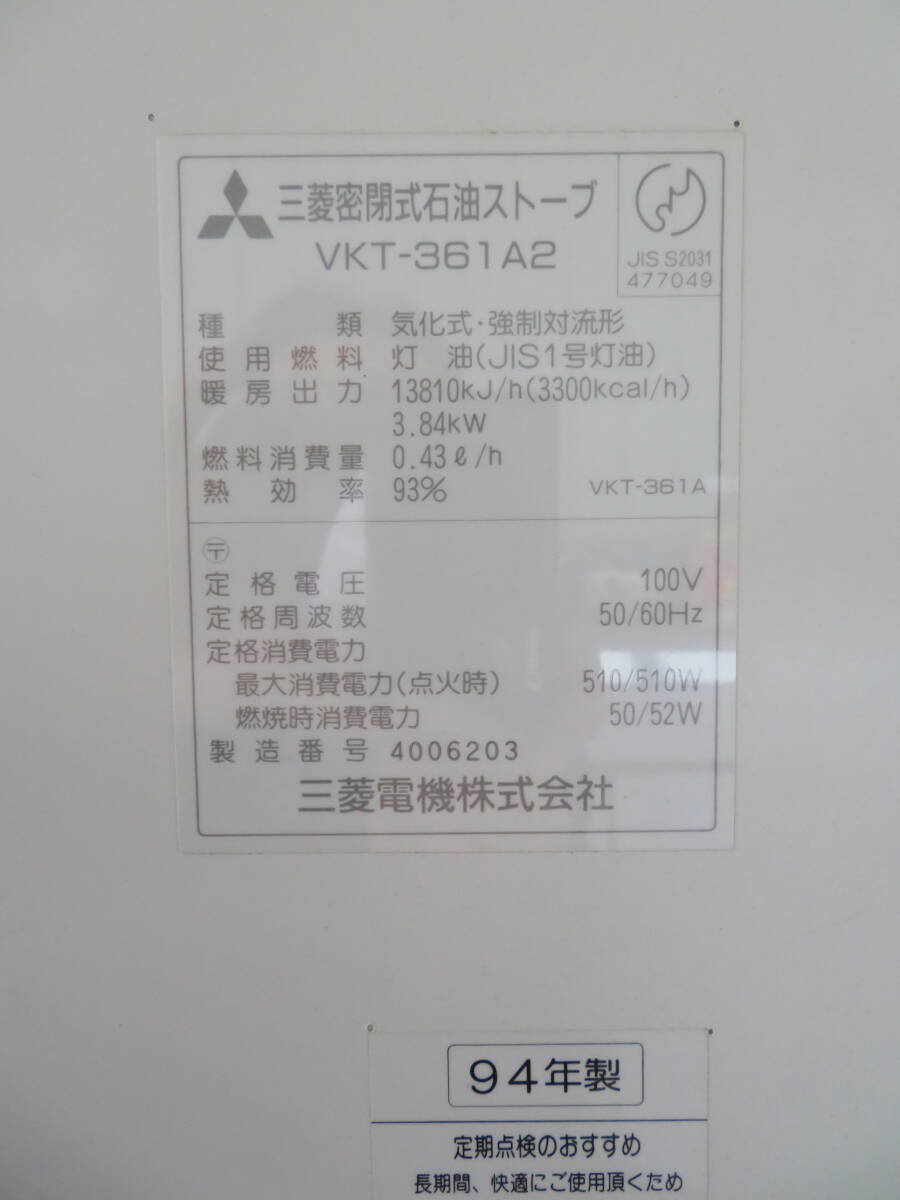 三菱密閉式石油ストーブ
VKT-361A2
JIS S2031
477049
種類 気化式・強制対流形
使用燃料 灯 油(JIS1号灯油)
暖房出力 13810kJ/h(3300kcal/h)
3.84kW
燃料消費量 0.43ℓ/h
熱効率 93% VKT-361A
〶
定格電圧 100V
定格周波数 50/60Hz
定格消費電力
最大消費電力(点火時) 510/510W
燃焼時消費電力 50/52W
製造番号 4006203
三菱電機株式会社
94年製
定期点検のおすすめ
長期間、快適にご使用頂くため